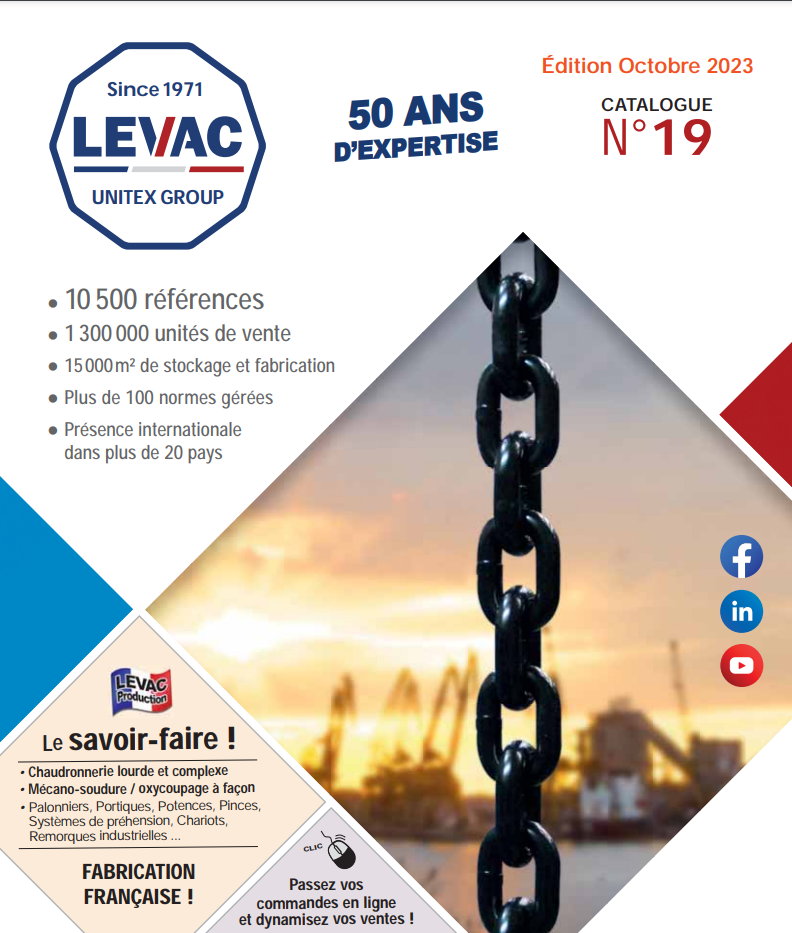 Since 1971
LEVAC
UNITEX GROUP
50 ANS
D'EXPERTISE
Édition Octobre 2023
CATALOGUE
N°19
• 10 500 références
• 1 300 000 unités de vente
• 15 000 m² de stockage et fabrication
• Plus de 100 normes gérées
• Présence internationale
dans plus de 20 pays
f
in
LEVAC
Production
Le savoir-faire !
• Chaudronnerie lourde et complexe
• Mécano-soudure / oxycoupage à façon
• Palonniers, Portiques, Potences, Pinces,
Systèmes de préhension, Chariots,
Remorques industrielles ...
FABRICATION
FRANÇAISE !
CLIC
Passez vos
commandes en ligne
et dynamisez vos ventes !